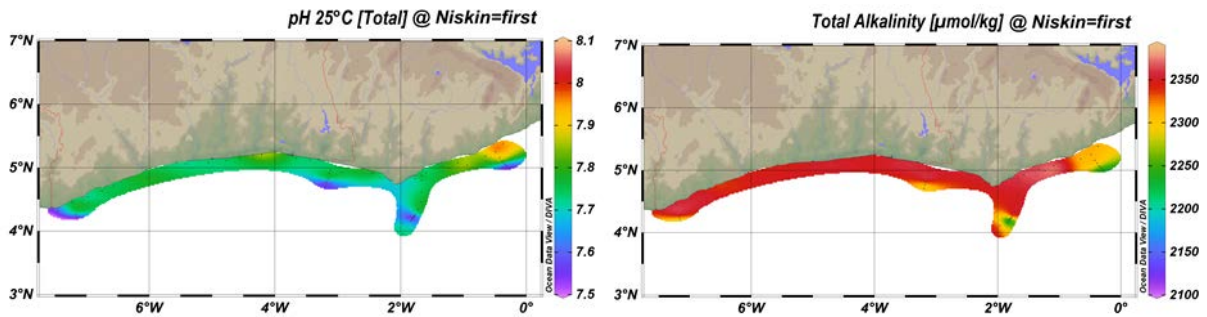 pH 25°C [Total] @ Niskin=first
7°N
6°N
5°N
4°N
3°N
6°W
4°W
2°W
0°
8.1
8
7.9
7.8
7.7
7.6
7.5
Ocean Data View / DIVA
Total Alkalinity [µmol/kg] @ Niskin=first
7°N
6°N
5°N
4°N
3°N
6°W
4°W
2°W
0°
2350
2300
2250
2200
2150
2100
Ocean Data View / DIVA